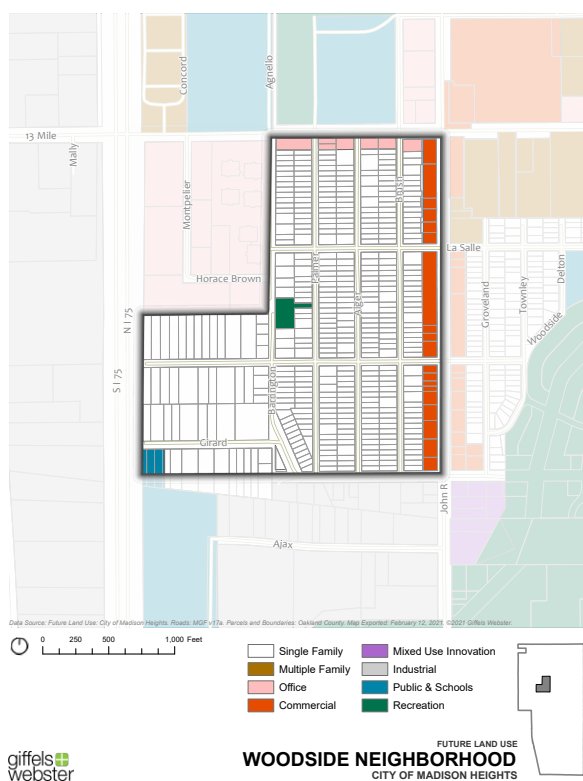 Concord
Agnello
13 Mile
Mally
Montpelier
Brush
La Salle
Palmer
Horace Brown
Alger
Groveland
Townley
Delton
Woodside
N I 75
S I 75
Barrington
Girard
John R
Ajax
Data Source: Future Land Use: City of Madison Heights. Roads: MGF v17a. Parcels and Boundaries: Oakland County. Map Exported: February 12, 2021. ©2021 Giffels Webster.
0 250 500 1,000 Feet
Single Family
Multiple Family
Office
Commercial
Mixed Use Innovation
Industrial
Public & Schools
Recreation
giffels
webster
FUTURE LAND USE
WOODSIDE NEIGHBORHOOD
CITY OF MADISON HEIGHTS